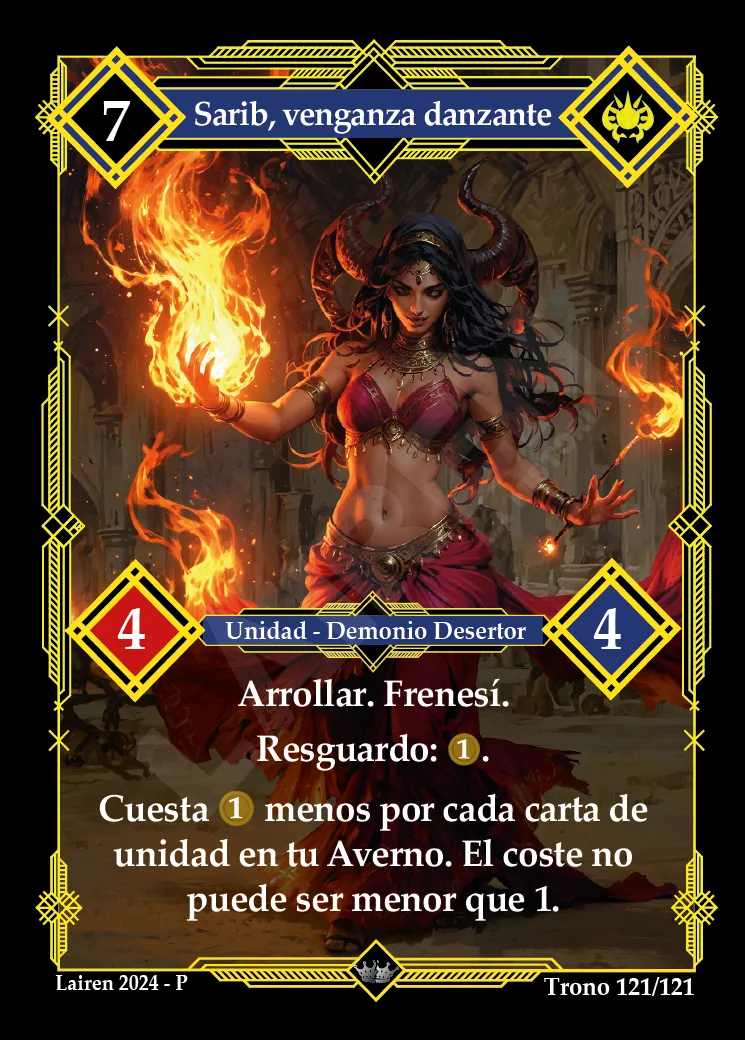 7
Sarib, venganza danzante
4
Unidad - Demonio Desertor
4
Arrollar. Frenesí.
Resguardo: 1.
Cuesta 1 menos por cada carta de
unidad en tu Averno. El coste no
puede ser menor que 1.
Lairen 2024 - P
Trono 121/121